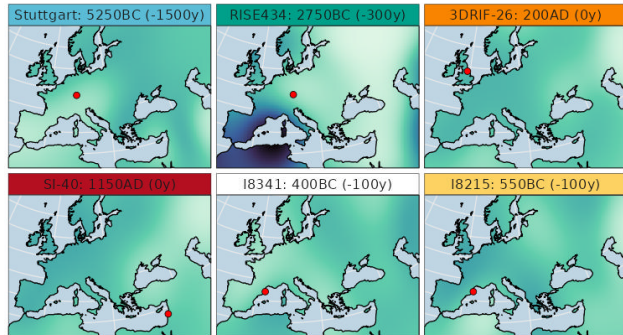 Stuttgart: 5250BC (-1500y)
RISE434: 2750BC (-300y)
3DRIF-26: 200AD (0y)
SI-40: 1150AD (0y)
I8341: 400BC (-100y)
I8215: 550BC (-100y)